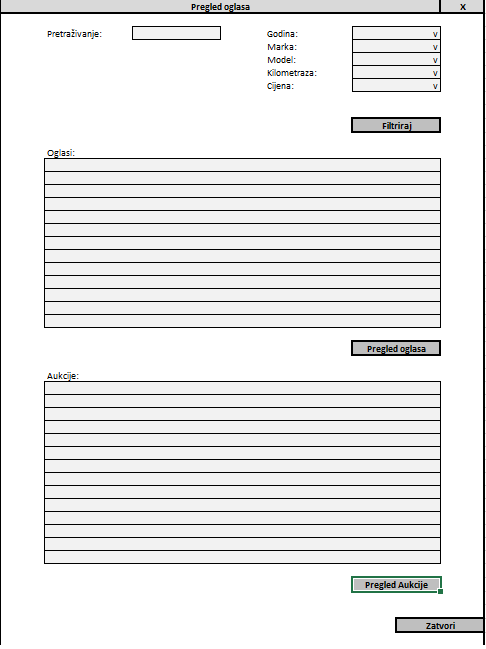 Pregled oglasa X
Pretraživanje: Godina: v
Marka: v
Model: v
Kilometraza: v
Cijena: v
Filtriraj
Oglasi:
Pregled oglasa
Aukcije:
Pregled Aukcije
Zatvori